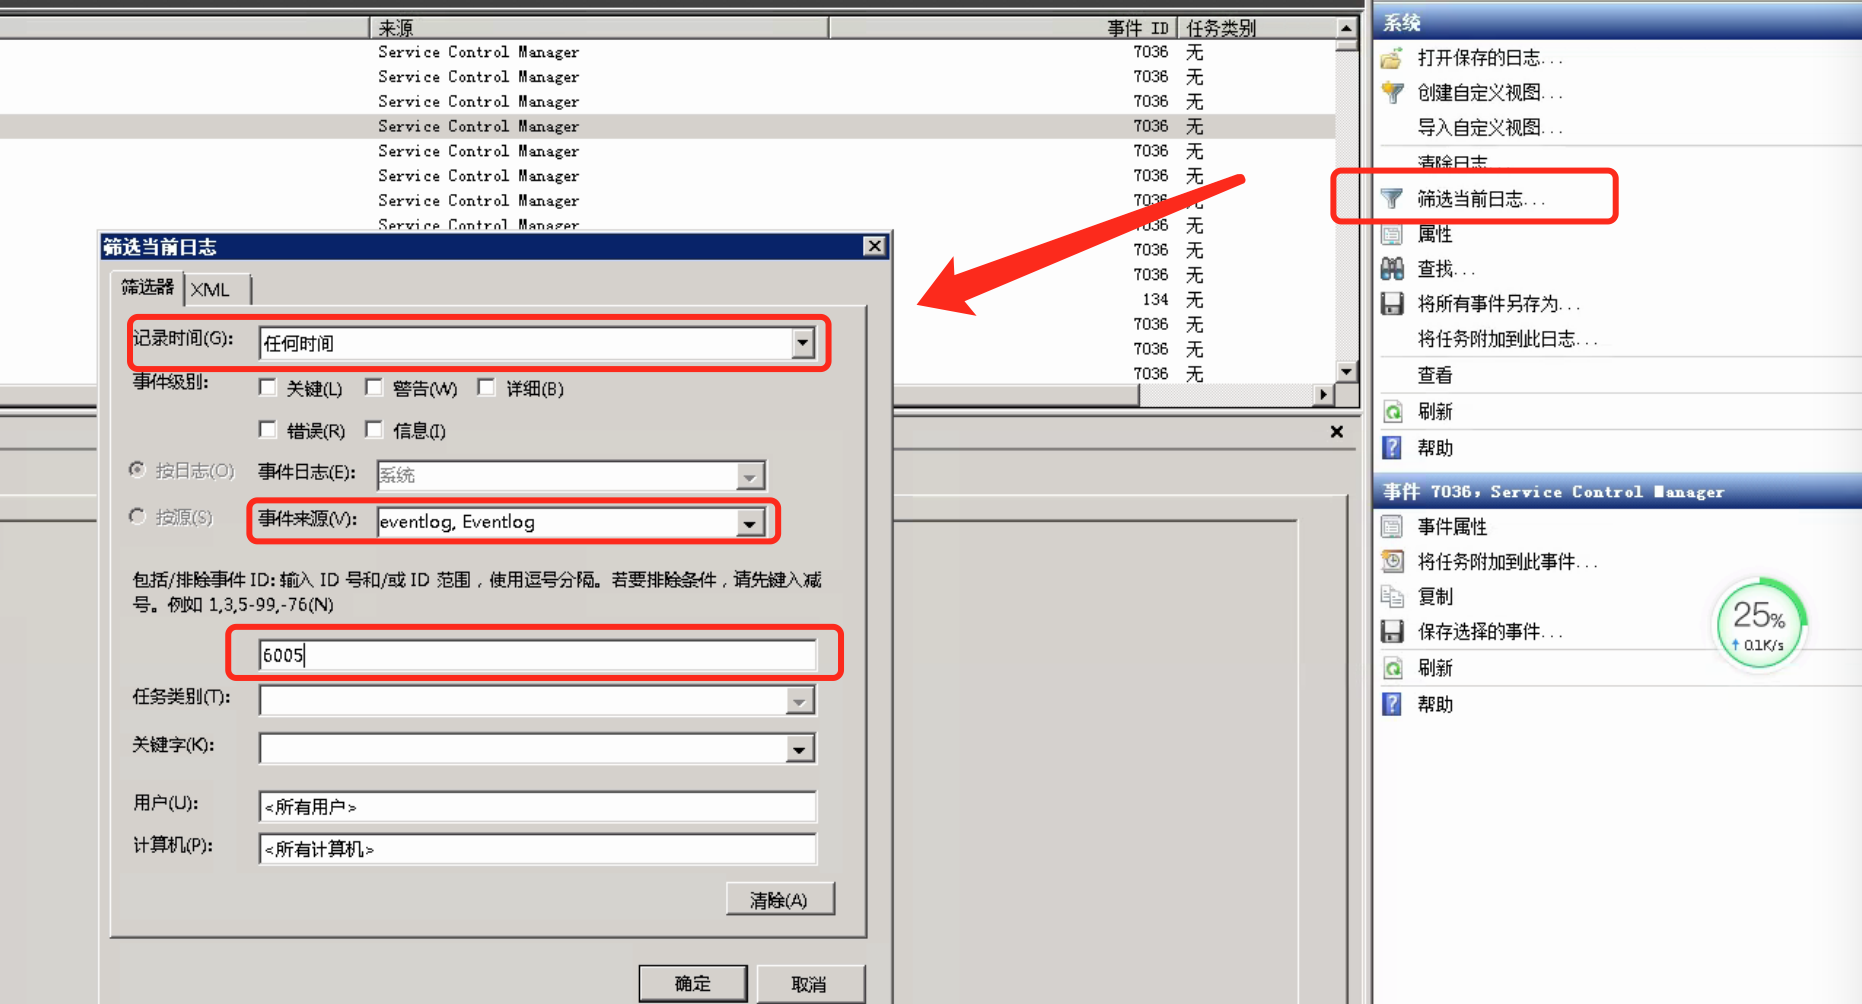 来源 事件 ID 任务类别
Service Control Manager 7036 无
Service Control Manager 7036 无
Service Control Manager 7036 无
Service Control Manager 7036 无
Service Control Manager 7036 无
Service Control Manager 7036 无
Service Control Manager 7036 无
Service Control Manager 7036 无
7036 无
7036 无
134 无
7036 无
7036 无
7036 无
筛选当前日志
筛选器 XML
记录时间(G): 任何时间
事件级别: 关键(L) 警告(W) 详细(B)
错误(R) 信息(I)
按日志(O) 事件日志(E): 系统
按源(S) 事件来源(V): eventlog, Eventlog
包括/排除事件 ID: 输入 ID 号和/或 ID 范围，使用逗号分隔。若要排除条件，请先键入减
号。例如 1,3,5-99,-76(N)
6005
任务类别(T):
关键字(K):
用户(U): <所有用户>
计算机(P): <所有计算机>
清除(A)
确定 取消
系统
打开保存的日志...
创建自定义视图...
导入自定义视图...
清除日志...
筛选当前日志...
属性
查找...
将所有事件另存为...
将任务附加到此日志...
查看
刷新
帮助
事件 7036，Service Control Manager
事件属性
将任务附加到此事件...
复制
保存选择的事件...
刷新
帮助
25%
0.1K/s